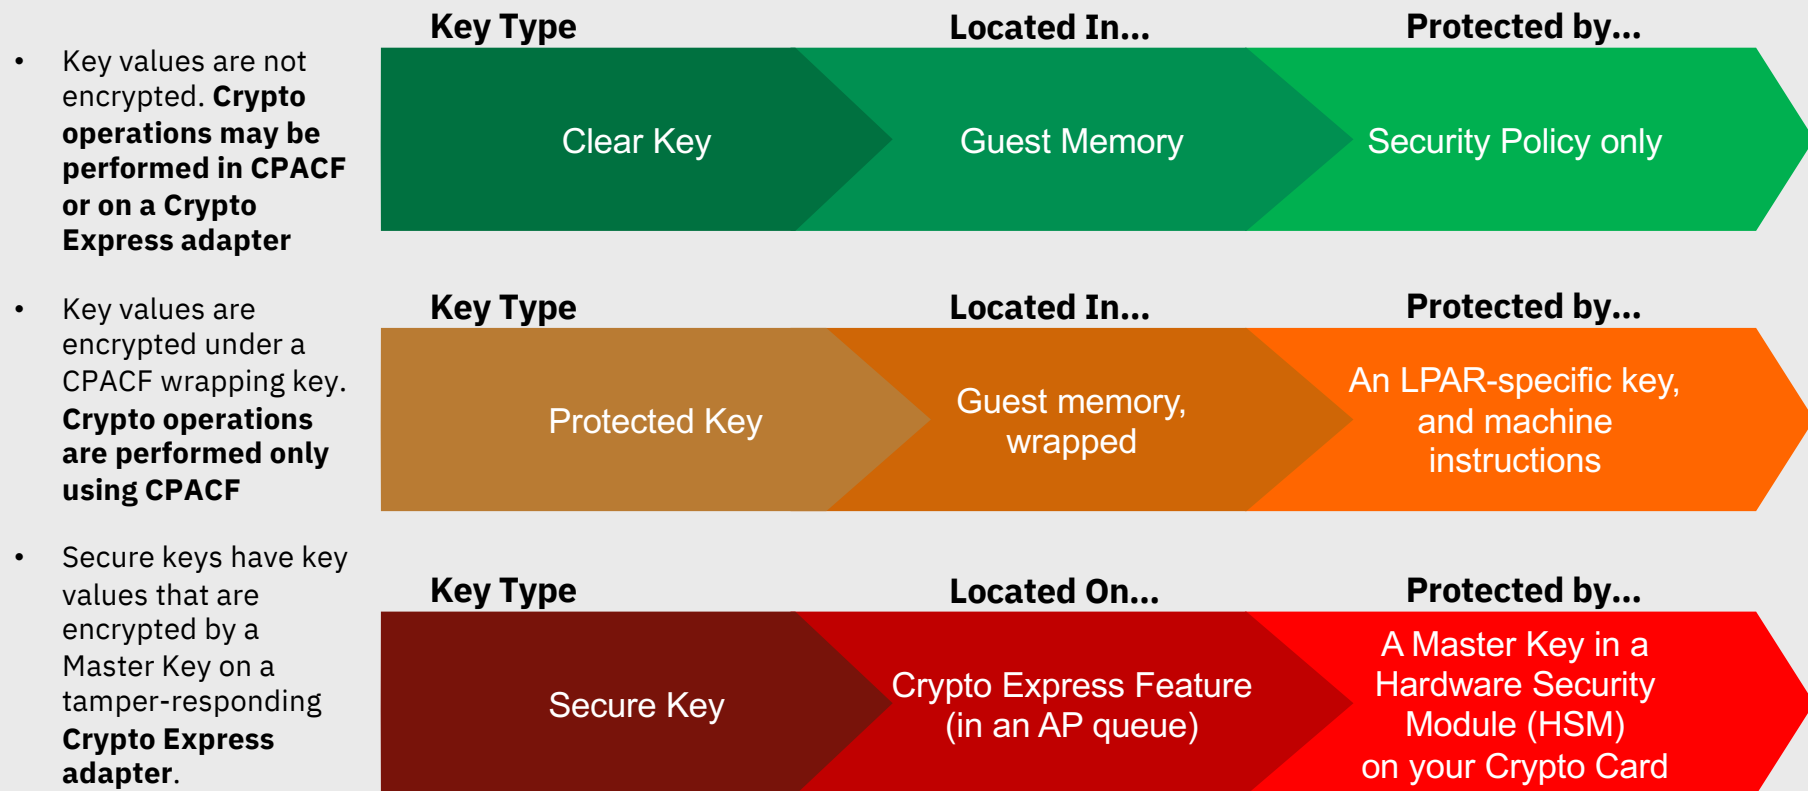 • Key values are not
encrypted. Crypto
operations may be
performed in CPACF
or on a Crypto
Express adapter
Key Type
Located In...
Protected by...
Clear Key
Guest Memory
Security Policy only
• Key values are
encrypted under a
CPACF wrapping key.
Crypto operations
are performed only
using CPACF
Key Type
Located In...
Protected by...
Protected Key
Guest memory,
wrapped
An LPAR-specific key,
and machine
instructions
• Secure keys have key
values that are
encrypted by a
Master Key on a
tamper-responding
Crypto Express
adapter.
Key Type
Located On...
Protected by...
Secure Key
Crypto Express Feature
(in an AP queue)
A Master Key in a
Hardware Security
Module (HSM)
on your Crypto Card